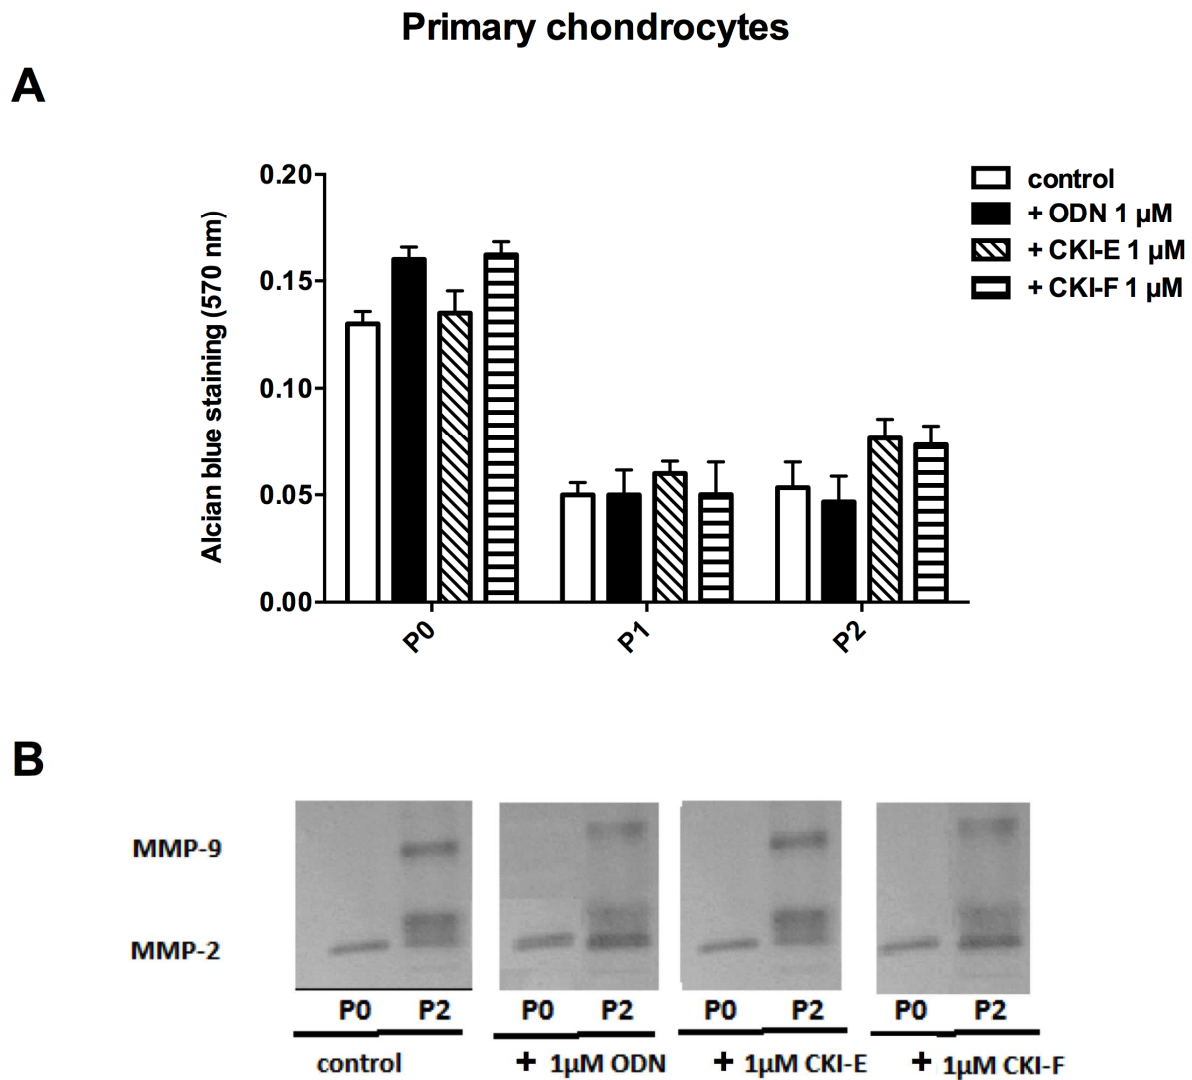 Primary chondrocytes
A
Alcian blue staining (570 nm)
0.20
0.15
0.10
0.05
0.00
P0
P1
P2
control
+ ODN 1 µM
+ CKI-E 1 µM
+ CKI-F 1 µM
B
MMP-9
MMP-2
P0 P2 P0 P2 P0 P2 P0 P2
control + 1µM ODN + 1µM CKI-E + 1µM CKI-F